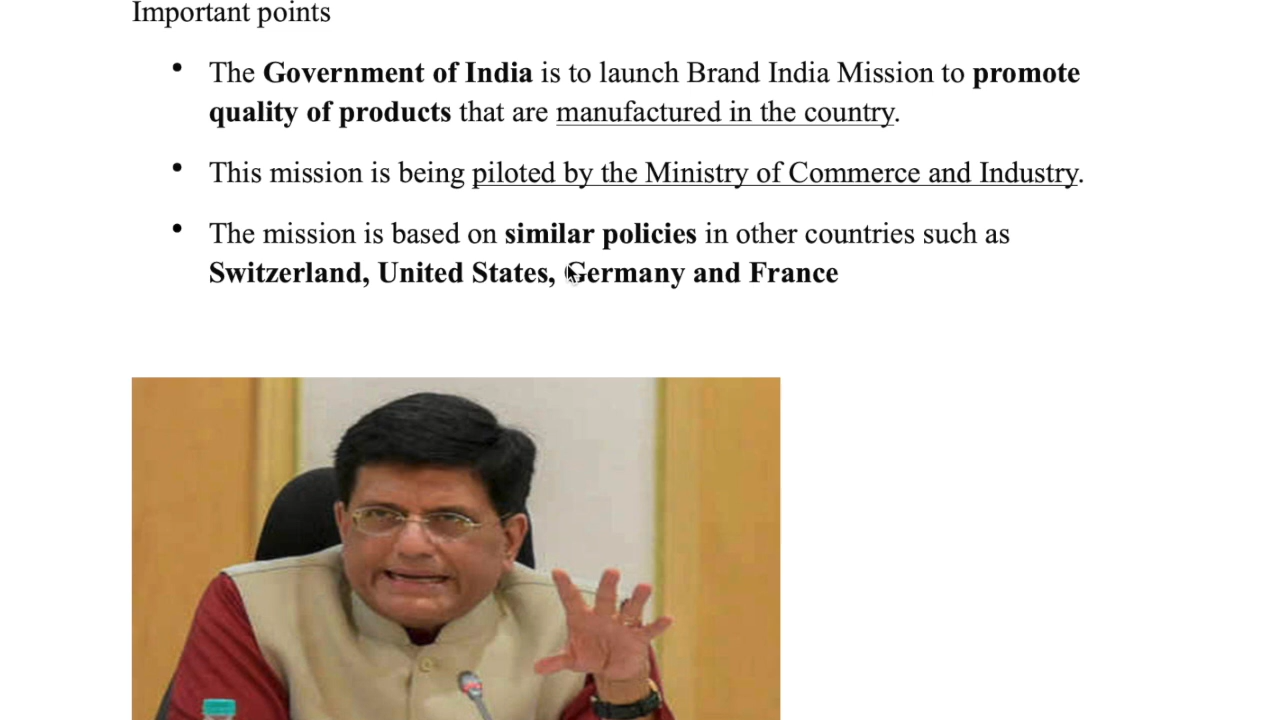 Important points
• The Government of India is to launch Brand India Mission to promote
quality of products that are manufactured in the country.
• This mission is being piloted by the Ministry of Commerce and Industry.
• The mission is based on similar policies in other countries such as
Switzerland, United States, Germany and France